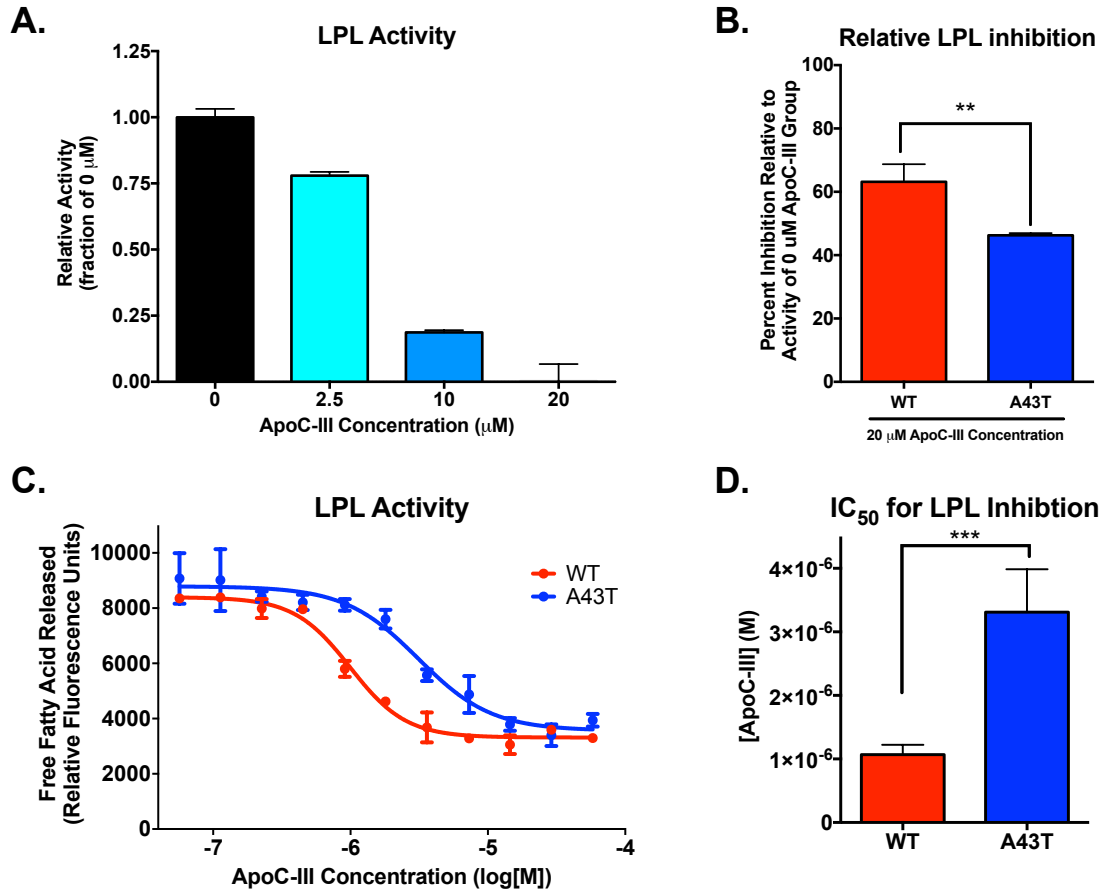 A.
LPL Activity
Relative Activity
(fraction of 0 μM)
1.25
1.00
0.75
0.50
0.25
0.00
0
2.5
10
20
ApoC-III Concentration (μM)
B.
Relative LPL inhibition
Percent Inhibition Relative to
Activity of 0 uM ApoC-III Group
100
80
60
40
20
0
**
WT
A43T
20 μM ApoC-III Concentration
C.
LPL Activity
Free Fatty Acid Released
(Relative Fluorescence Units)
10000
8000
6000
4000
2000
0
-7
-6
-5
-4
ApoC-III Concentration (log[M])
WT
A43T
D.
IC50 for LPL Inhibtion
[ApoC-III] (M)
4×10-6
3×10-6
2×10-6
1×10-6
0
***
WT
A43T